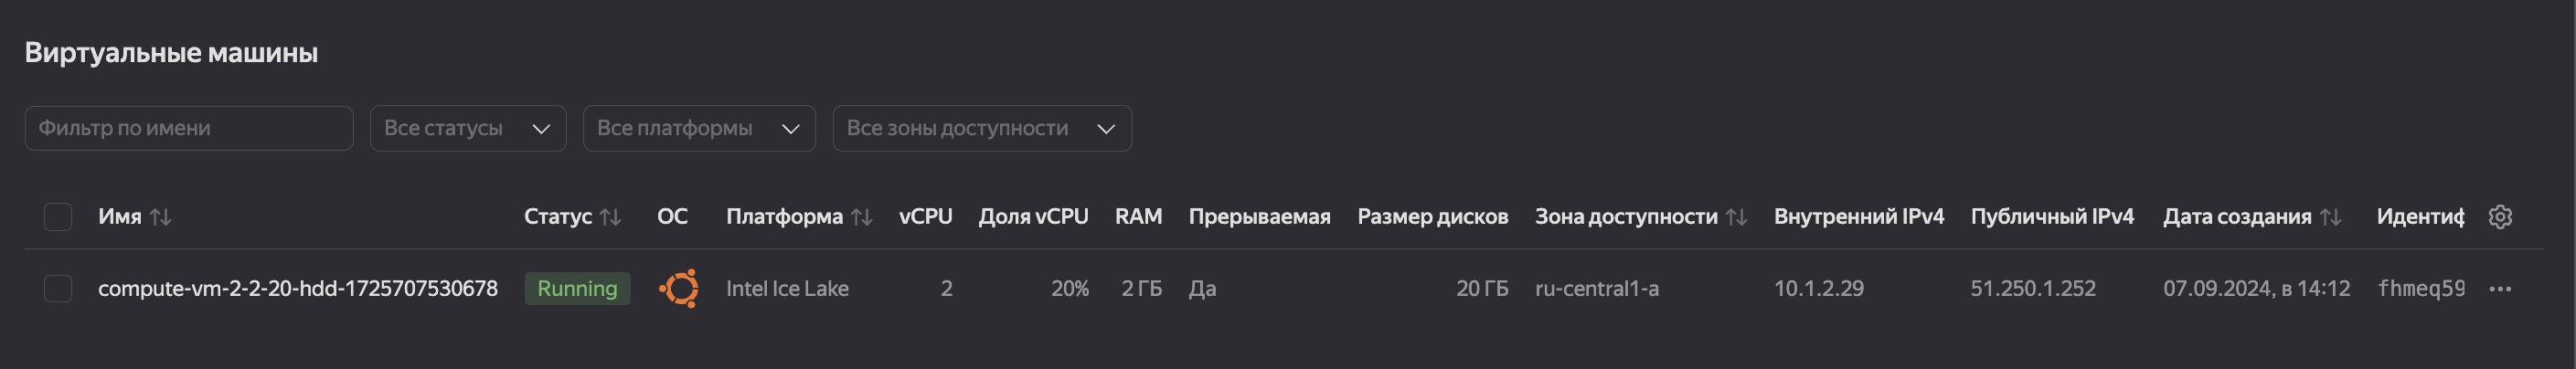 Виртуальные машины
Фильтр по имени Все статусы Все платформы Все зоны доступности
Имя Статус ОС Платформа vCPU Доля vCPU RAM Прерываемая Размер дисков Зона доступности Внутренний IPv4 Публичный IPv4 Дата создания Идентиф
compute-vm-2-2-20-hdd-1725707530678 Running Intel Ice Lake 2 20% 2 ГБ Да 20 ГБ ru-central1-a 10.1.2.29 51.250.1.252 07.09.2024, в 14:12 fhmeq59